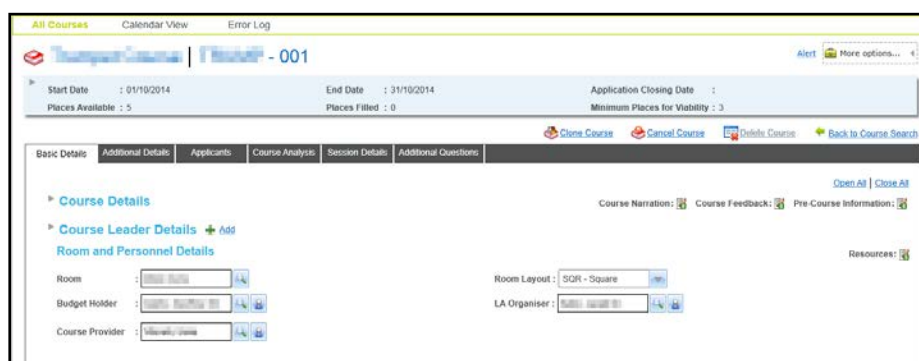 All Courses Calendar View Error Log
- 001 Alert More options...
Start Date : 01/10/2014 End Date : 31/10/2014 Application Closing Date :
Places Available : 5 Places Filled : 0 Minimum Places for Viability : 3
Clone Course Cancel Course Delete Course Back to Course Search
Basic Details Additional Details Applicants Course Analysis Session Details Additional Questions
Open All | Close All
Course Details Course Narration: Course Feedback: Pre-Course Information:
Course Leader Details Add
Room and Personnel Details Resources:
Room : Room Layout : SQR - Square
Budget Holder : LA Organiser :
Course Provider :